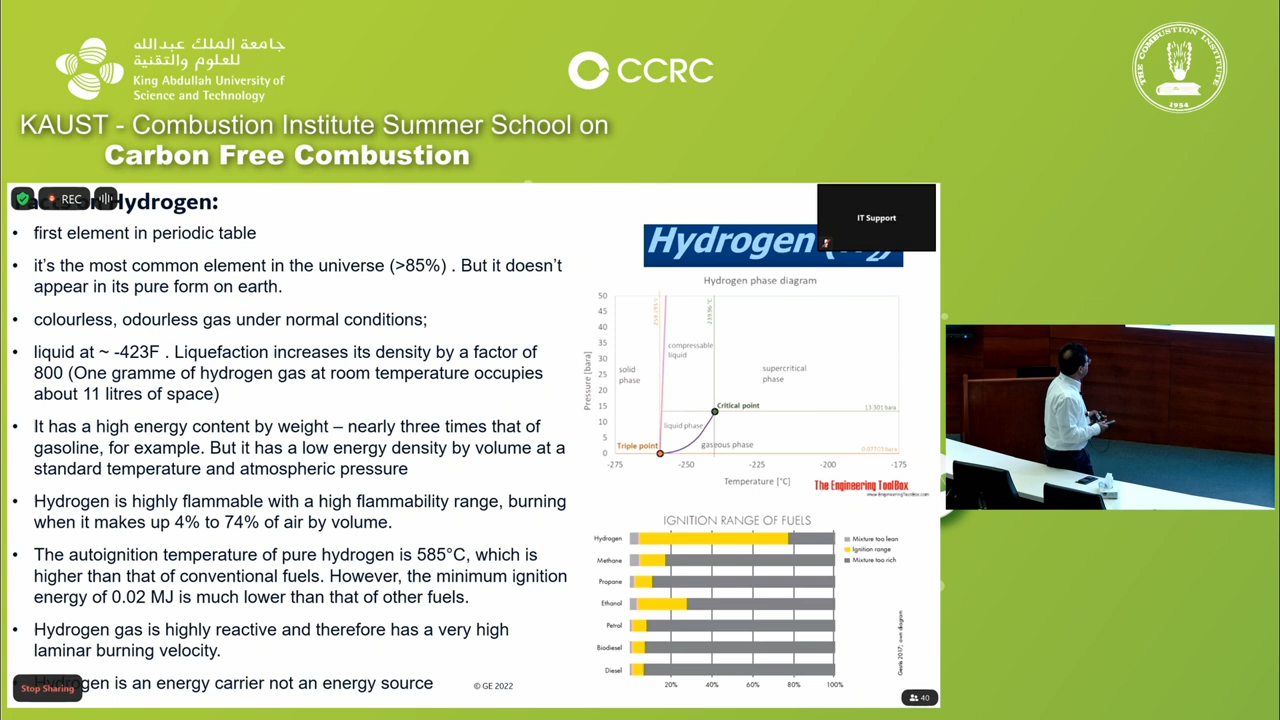 جامعة الملك عبدالله
للعلوم والتقنية
King Abdullah University of
Science and Technology
CCRC
THE COMBUSTION INSTITUTE
1954
KAUST - Combustion Institute Summer School on
Carbon Free Combustion
REC
Hydrogen:
• first element in periodic table
• it's the most common element in the universe (>85%) . But it doesn't
appear in its pure form on earth.
• colourless, odourless gas under normal conditions;
• liquid at ~ -423F . Liquefaction increases its density by a factor of
800 (One gramme of hydrogen gas at room temperature occupies
about 11 litres of space)
• It has a high energy content by weight – nearly three times that of
gasoline, for example. But it has a low energy density by volume at a
standard temperature and atmospheric pressure
• Hydrogen is highly flammable with a high flammability range, burning
when it makes up 4% to 74% of air by volume.
• The autoignition temperature of pure hydrogen is 585°C, which is
higher than that of conventional fuels. However, the minimum ignition
energy of 0.02 MJ is much lower than that of other fuels.
• Hydrogen gas is highly reactive and therefore has a very high
laminar burning velocity.
Stop Sharing
gen is an energy carrier not an energy source
© GE 2022
IT Support
Hydrogen
Hydrogen phase diagram
Pressure [bara]
50
45
40
35
30
25
20
15
10
5
0
239.96 °C
solid
phase
compressable
liquid
supercritical
phase
Critical point
13.301 bara
liquid phase
Triple point
gaseous phase
-275
-250
-225
-200
-175
Temperature [°C]
The Engineering ToolBox
www.EngineeringToolBox.com
IGNITION RANGE OF FUELS
Hydrogen
Methane
Propane
Ethanol
Petrol
Biodiesel
Diesel
20% 40% 60% 80% 100%
Mixture too lean
Ignition range
Mixture too rich
40